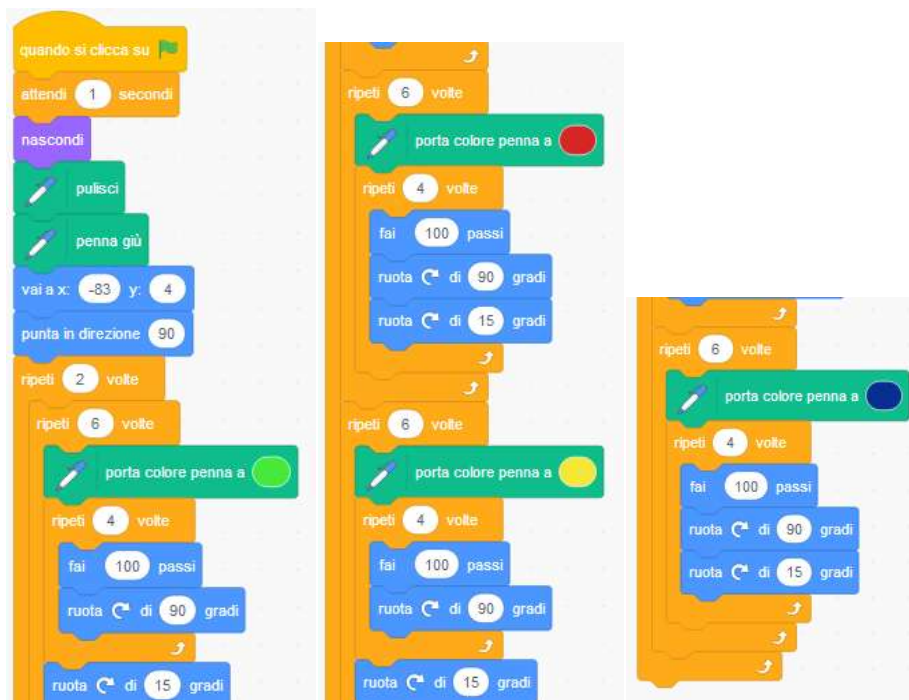 quando si clicca su
attendi 1 secondi
nascondi
pulisci
penna giù
vai a x: -83 y: 4
punta in direzione 90
ripeti 2 volte
ripeti 6 volte
porta colore penna a
ripeti 4 volte
fai 100 passi
ruota di 90 gradi
ruota di 15 gradi
ripeti 6 volte
porta colore penna a
ripeti 4 volte
fai 100 passi
ruota di 90 gradi
ruota di 15 gradi
ripeti 6 volte
porta colore penna a
ripeti 4 volte
fai 100 passi
ruota di 90 gradi
ruota di 15 gradi
ripeti 6 volte
porta colore penna a
ripeti 4 volte
fai 100 passi
ruota di 90 gradi
ruota di 15 gradi